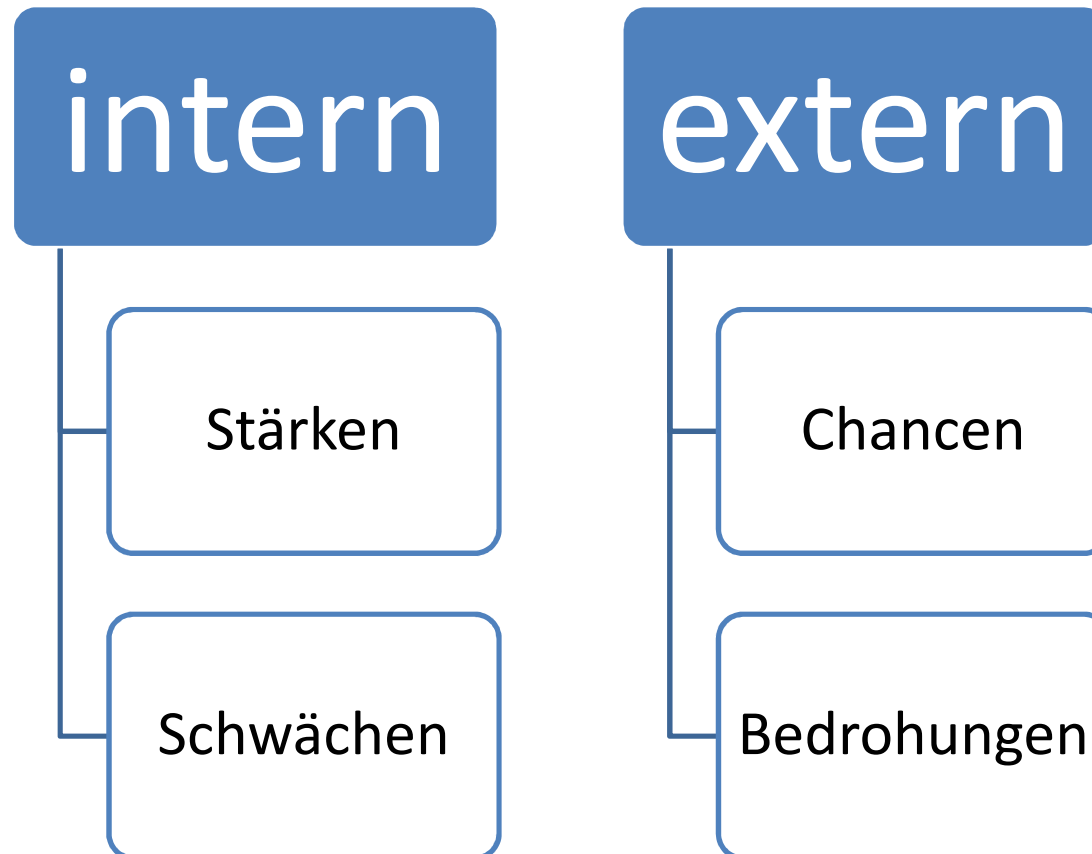 intern
Stärken
Schwächen
extern
Chancen
Bedrohungen